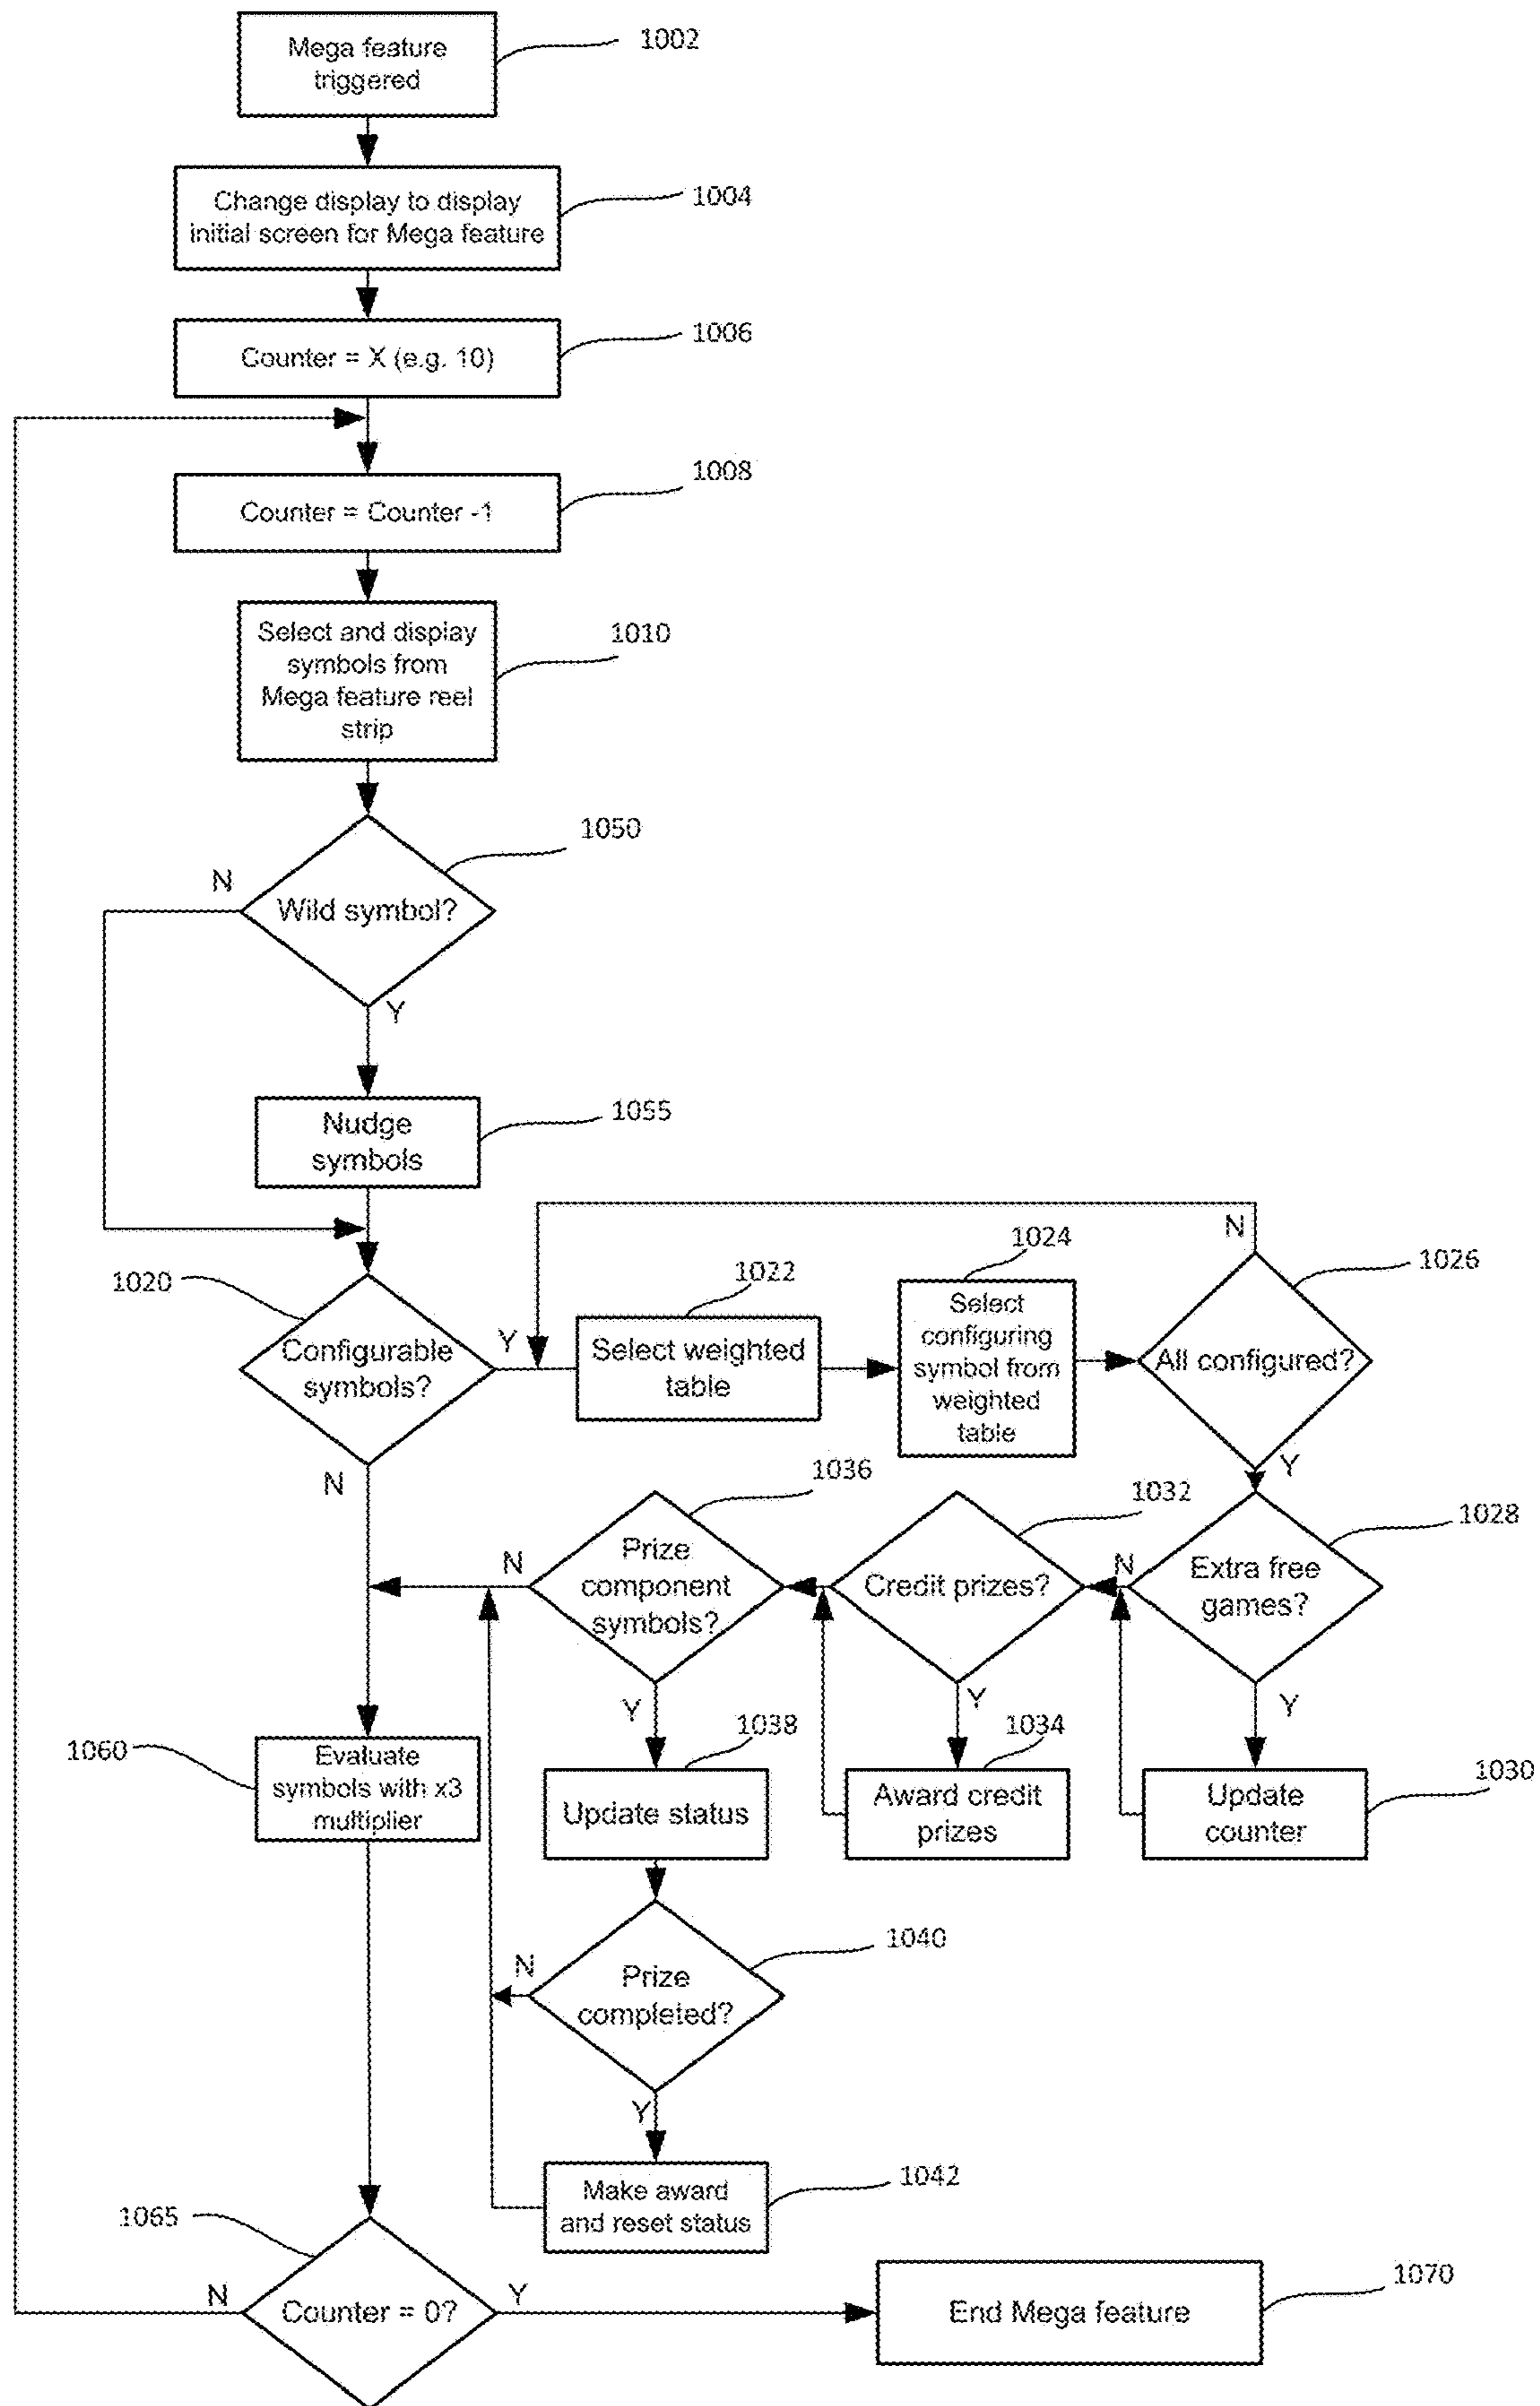 Mega feature
triggered
1002
Change display to display
initial screen for Mega feature
1004
Counter = X (e.g. 10)
1006
Counter = Counter -1
1008
Select and display
symbols from
Mega feature reel
strip
1010
Wild symbol?
1050
N
Y
Nudge
symbols
1055
Configurable
symbols?
1020
Y
N
Select weighted
table
1022
Select
configuring
symbol from
weighted
table
1024
All configured?
1026
N
Y
Extra free
games?
1028
N
Y
Update
counter
1030
Credit prizes?
1032
Y
Award credit
prizes
1034
Prize
component
symbols?
1036
N
Y
Update status
1038
Prize
completed?
1040
N
Y
Make award
and reset status
1042
Evaluate
symbols with x3
multiplier
1060
Counter = 0?
1065
N
Y
End Mega feature
1070